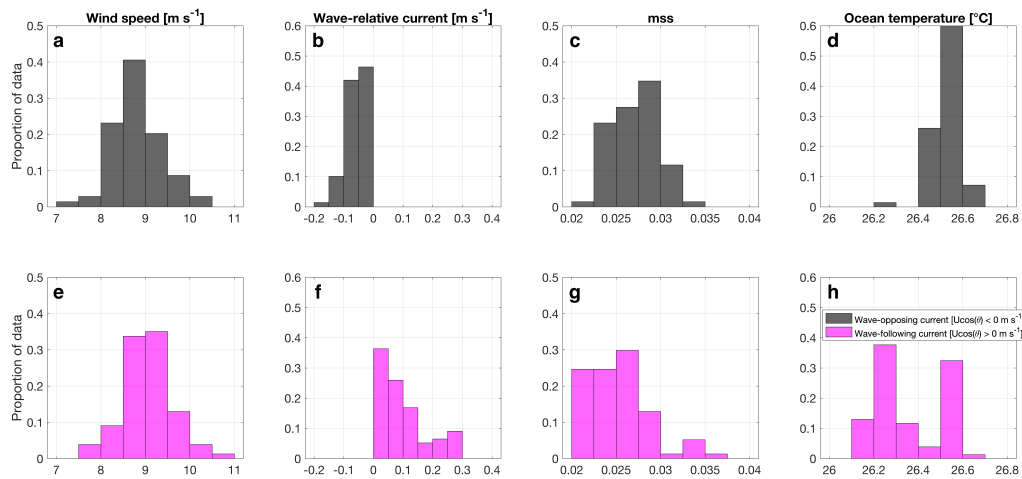 Wind speed [m s-1] Wave-relative current [m s-1] mss Ocean temperature [°C]
a b c d
Proportion of data
0.5 0.4 0.3 0.2 0.1 0
7 8 9 10 11
0.6 0.5 0.4 0.3 0.2 0.1 0
-0.2 -0.1 0 0.1 0.2 0.3 0.4
0.5 0.4 0.3 0.2 0.1 0
0.02 0.025 0.03 0.035 0.04
0.6 0.5 0.4 0.3 0.2 0.1 0
26 26.2 26.4 26.6 26.8
e f g h
Proportion of data
0.5 0.4 0.3 0.2 0.1 0
7 8 9 10 11
0.6 0.5 0.4 0.3 0.2 0.1 0
-0.2 -0.1 0 0.1 0.2 0.3 0.4
0.5 0.4 0.3 0.2 0.1 0
0.02 0.025 0.03 0.035 0.04
0.6 0.5 0.4 0.3 0.2 0.1 0
Wave-opposing current [Ucos(θ) < 0 m s-1
Wave-following current [Ucos(θ) > 0 m s-1
26 26.2 26.4 26.6 26.8